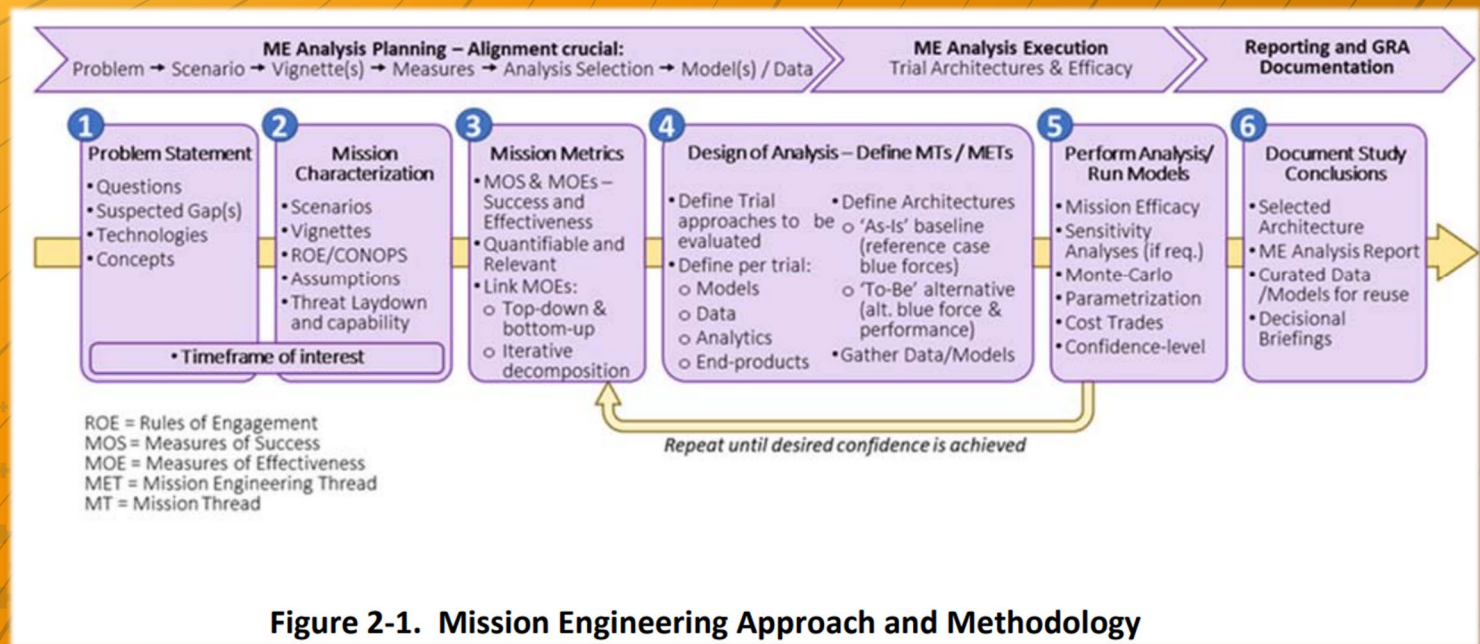 ME Analysis Planning – Alignment crucial:
Problem → Scenario → Vignette(s) → Measures → Analysis Selection → Model(s) / Data
ME Analysis Execution
Trial Architectures & Efficacy
Reporting and GRA
Documentation
1
Problem Statement
• Questions
• Suspected Gap(s)
• Technologies
• Concepts
2
Mission
Characterization
• Scenarios
• Vignettes
• ROE/CONOPS
• Assumptions
• Threat Laydown
and capability
• Timeframe of interest
3
Mission Metrics
• MOS & MOEs –
Success and
Effectiveness
• Quantifiable and
Relevant
• Link MOEs:
o Top-down &
bottom-up
o Iterative
decomposition
4
Design of Analysis – Define MTs / METs
• Define Trial
approaches to be
evaluated
• Define per trial:
o Models
o Data
o Analytics
o End-products
• Define Architectures
o 'As-Is' baseline
(reference case
blue forces)
o 'To-Be' alternative
(alt. blue force &
performance)
• Gather Data/Models
5
Perform Analysis/
Run Models
• Mission Efficacy
• Sensitivity
Analyses (if req.)
• Monte-Carlo
• Parametrization
• Cost Trades
• Confidence-level
6
Document Study
Conclusions
• Selected
Architecture
• ME Analysis Report
• Curated Data
/Models for reuse
• Decisional
Briefings
Repeat until desired confidence is achieved
ROE = Rules of Engagement
MOS = Measures of Success
MOE = Measures of Effectiveness
MET = Mission Engineering Thread
MT = Mission Thread
Figure 2-1. Mission Engineering Approach and Methodology